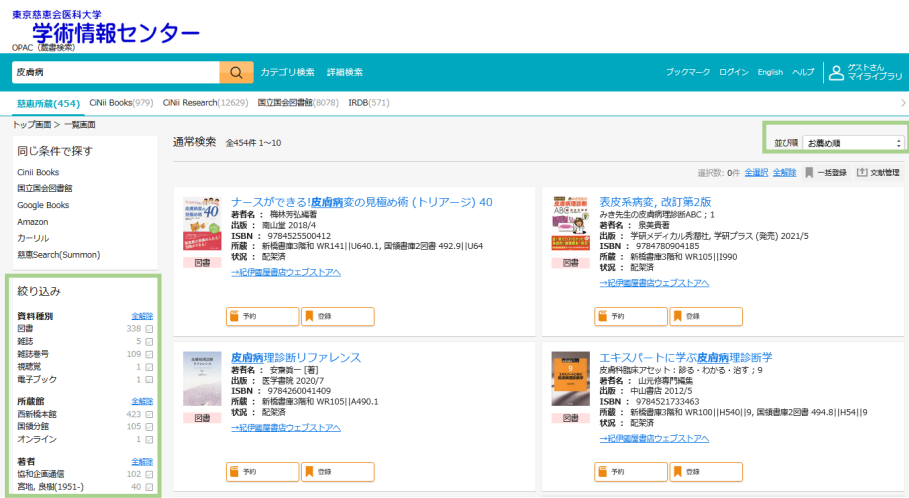 東京慈恵会医科大学
学術情報センター
OPAC（蔵書検索）
皮膚病
カテゴリ検索 詳細検索
ブックマーク ログイン English ヘルプ
ゲストさん
マイライブラリ
慈恵所蔵(454) CiNii Books(979) CiNii Research(12629) 国立国会図書館(8078) IRDB(571)
トップ画面 > 一覧画面
同じ条件で探す
Cinii Books
国立国会図書館
Google Books
Amazon
カーリル
慈恵Search(Summon)
絞り込み
資料種別 全解除
図書 338
雑誌 5
雑誌巻号 109
視聴覚 1
電子ブック 1
所蔵館 全解除
西新橋本館 423
国領分館 105
オンライン 1
著者 全解除
協和企画通信 102
宮地, 良樹(1951-) 40
通常検索 全454件 1～10
並び順 お薦め順
選択数: 0件 全選択 全解除 一括登録 文献管理
ナースができる!皮膚病変の見極め術 (トリアージ) 40
著者名 ： 梅林芳弘編著
出版 ： 南山堂 2018/4
ISBN ： 9784525500412
所蔵 ： 新橋書庫3階和 WR141||U640.1, 国領書庫2図書 492.9||U64
状況 ： 配架済
→紀伊國屋書店ウェブストアへ
図書
予約 登録
表皮系病変, 改訂第2版
みき先生の皮膚病理診断ABC ; 1
著者名 ： 泉美貴著
出版 ： 学研メディカル秀潤社, 学研プラス (発売) 2021/5
ISBN ： 9784780904185
所蔵 ： 新橋書庫3階和 WR105||I990
状況 ： 配架済
→紀伊國屋書店ウェブストアへ
図書
予約 登録
皮膚病理診断リファレンス
著者名 ： 安齋眞一 [著]
出版 ： 医学書院 2020/7
ISBN ： 9784260041409
所蔵 ： 新橋書庫3階和 WR105||A490.1
状況 ： 配架済
→紀伊國屋書店ウェブストアへ
図書
予約 登録
エキスパートに学ぶ皮膚病理診断学
皮膚科臨床アセット : 診る・わかる・治す ; 9
著者名 ： 山元修専門編集
出版 ： 中山書店 2012/5
ISBN ： 9784521733463
所蔵 ： 新橋書庫3階和 WR100||H540||9, 国領書庫2図書 494.8||H54||9
状況 ： 配架済
→紀伊國屋書店ウェブストアへ
図書
予約 登録